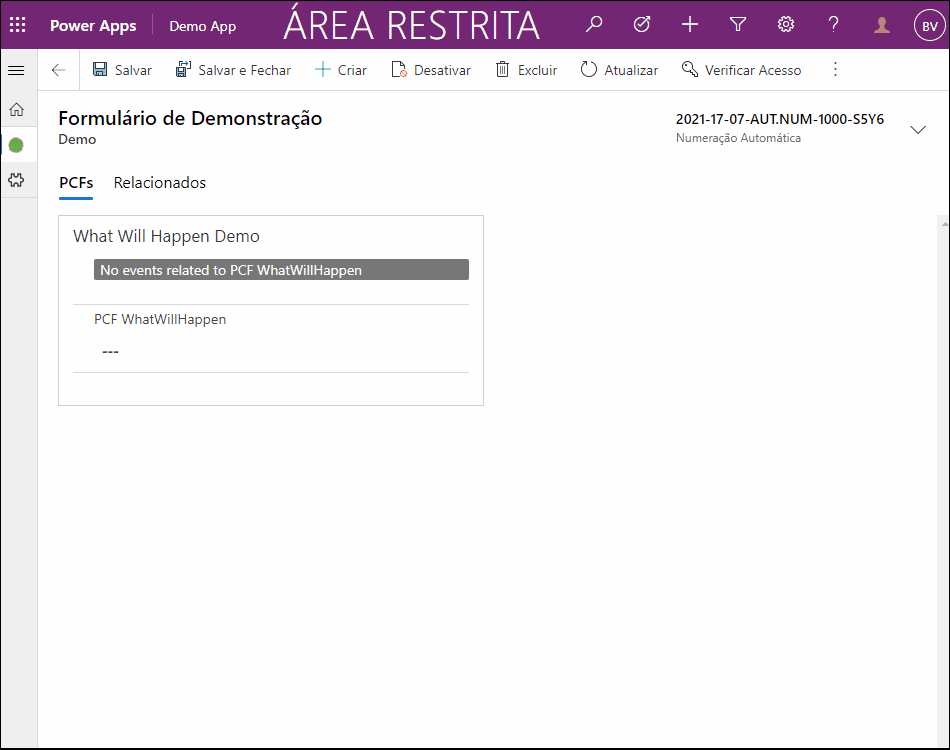 Power Apps
Demo App
ÁREA RESTRITA
?
BV
Salvar
Salvar e Fechar
Criar
Desativar
Excluir
Atualizar
Verificar Acesso
Formulário de Demonstração
Demo
2021-17-07-AUT.NUM-1000-S5Y6
Numeração Automática
PCFs
Relacionados
What Will Happen Demo
No events related to PCF WhatWillHappen
PCF WhatWillHappen
---